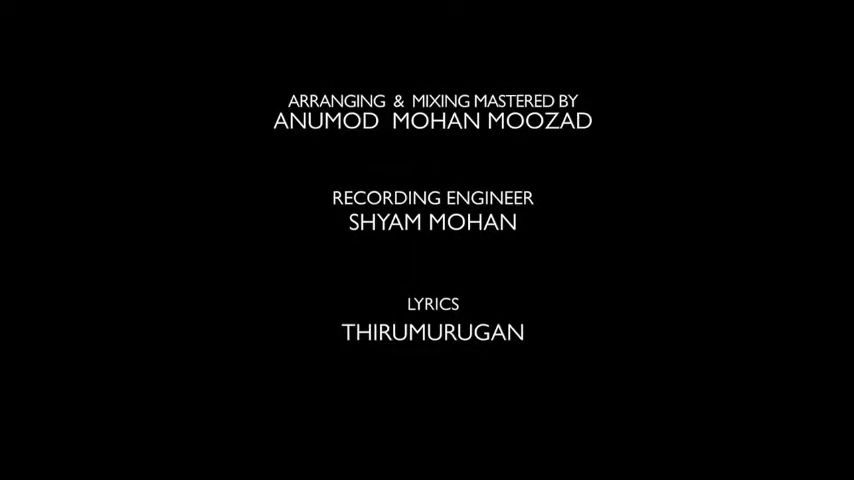 ARRANGING & MIXING MASTERED BY
ANUMOD MOHAN MOOZAD
RECORDING ENGINEER
SHYAM MOHAN
LYRICS
THIRUMURUGAN